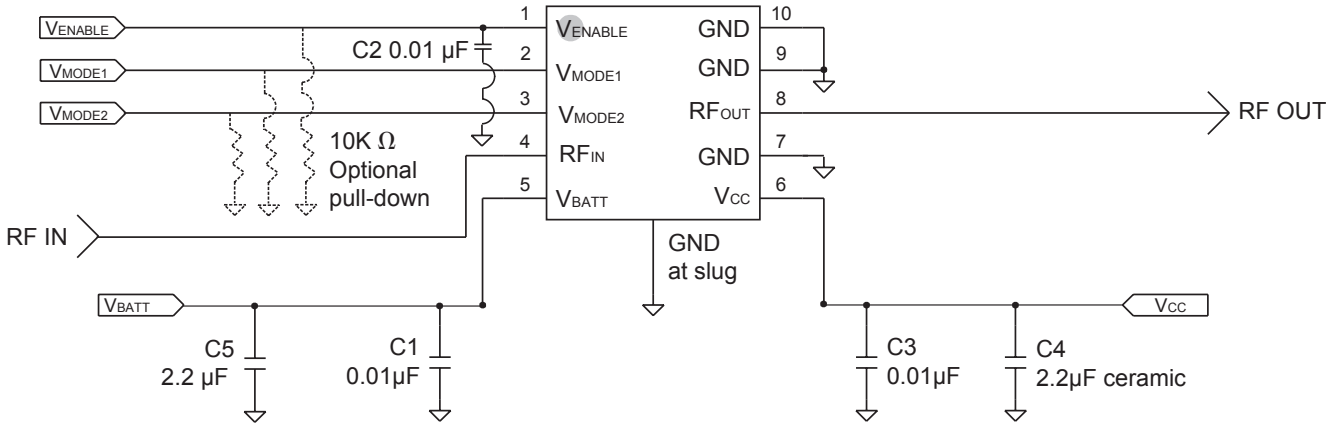 VENABLE
VMODE1
VMODE2
RF IN
C2 0.01 µF
10K Ω
Optional
pull-down
1
2
3
4
5
VENABLE
VMODE1
VMODE2
RFIN
VBATT
GND
GND
RFOUT
GND
VCC
10
9
8
7
6
RF OUT
GND
at slug
VBATT
C5
2.2 µF
C1
0.01µF
C3
0.01µF
C4
2.2µF ceramic
VCC